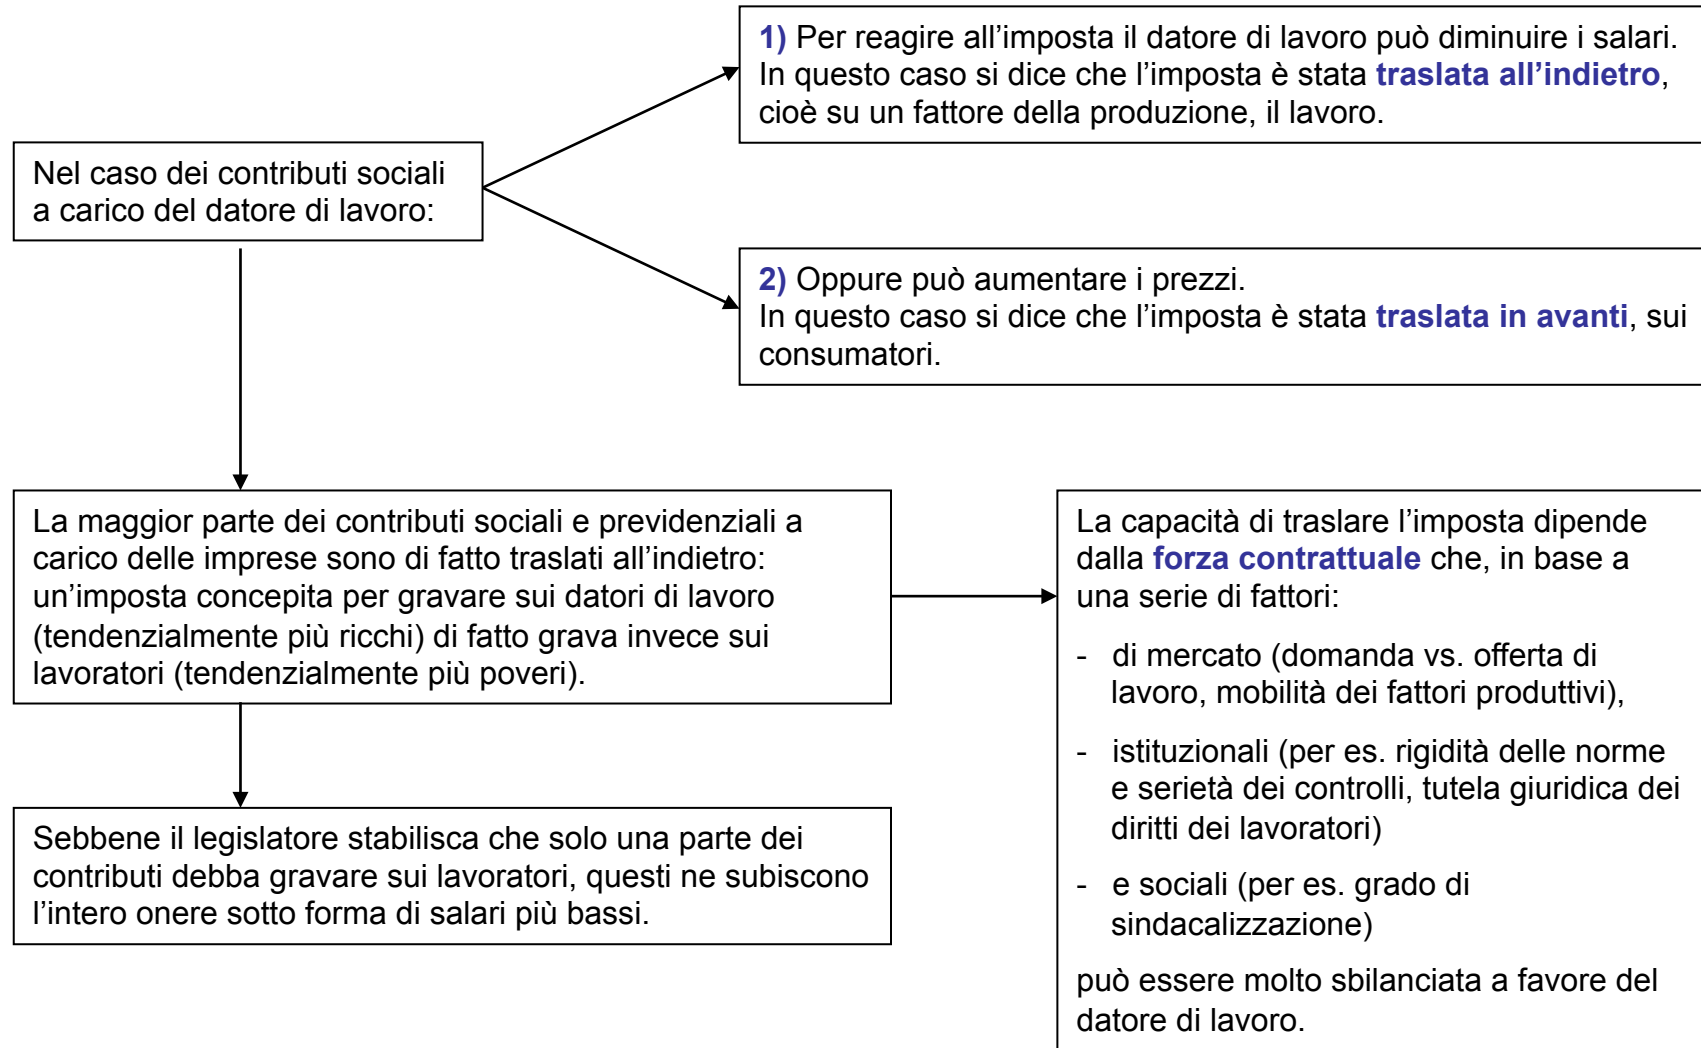 1) Per reagire all’imposta il datore di lavoro può diminuire i salari.
In questo caso si dice che l’imposta è stata traslata all’indietro,
cioè su un fattore della produzione, il lavoro.
Nel caso dei contributi sociali
a carico del datore di lavoro:
2) Oppure può aumentare i prezzi.
In questo caso si dice che l’imposta è stata traslata in avanti, sui
consumatori.
La maggior parte dei contributi sociali e previdenziali a
carico delle imprese sono di fatto traslati all’indietro:
un’imposta concepita per gravare sui datori di lavoro
(tendenzialmente più ricchi) di fatto grava invece sui
lavoratori (tendenzialmente più poveri).
La capacità di traslare l’imposta dipende
dalla forza contrattuale che, in base a
una serie di fattori:
- di mercato (domanda vs. offerta di
lavoro, mobilità dei fattori produttivi),
- istituzionali (per es. rigidità delle norme
e serietà dei controlli, tutela giuridica dei
diritti dei lavoratori)
- e sociali (per es. grado di
sindacalizzazione)
può essere molto sbilanciata a favore del
datore di lavoro.
Sebbene il legislatore stabilisca che solo una parte dei
contributi debba gravare sui lavoratori, questi ne subiscono
l’intero onere sotto forma di salari più bassi.